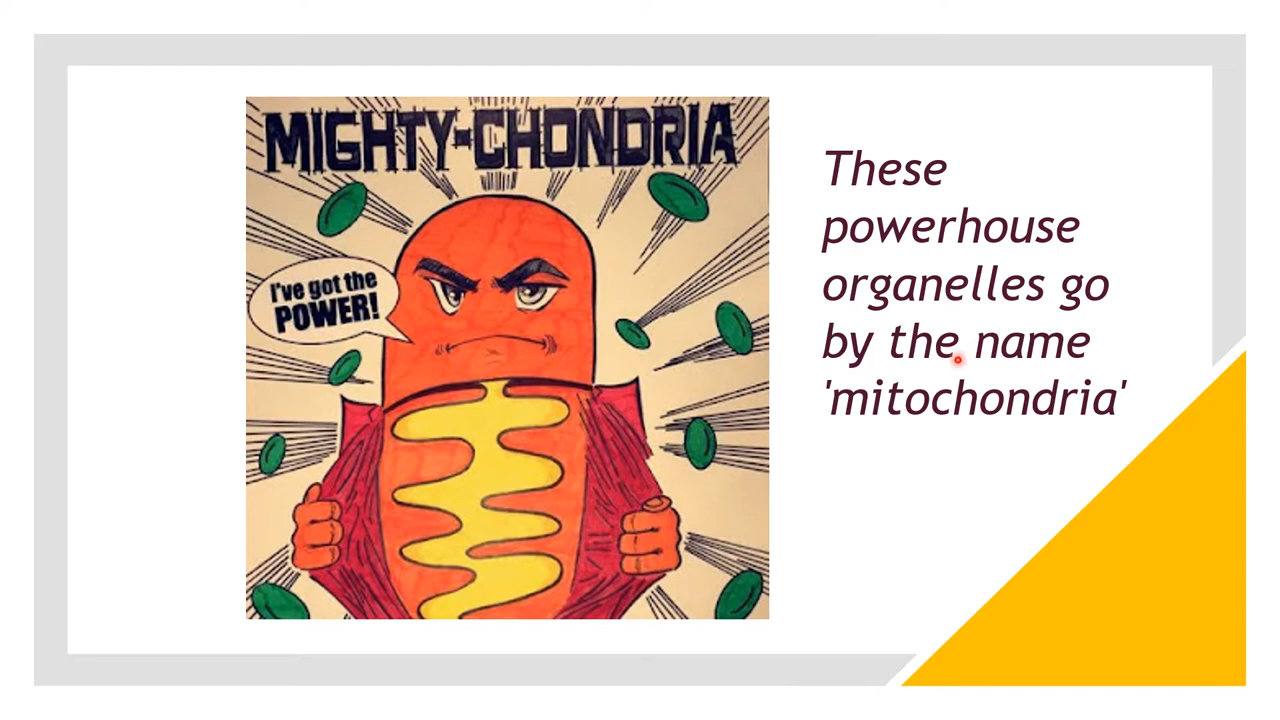 MIGHTY-CHONDRIA
I've got the
POWER!
These
powerhouse
organelles go
by the name
'mitochondria'